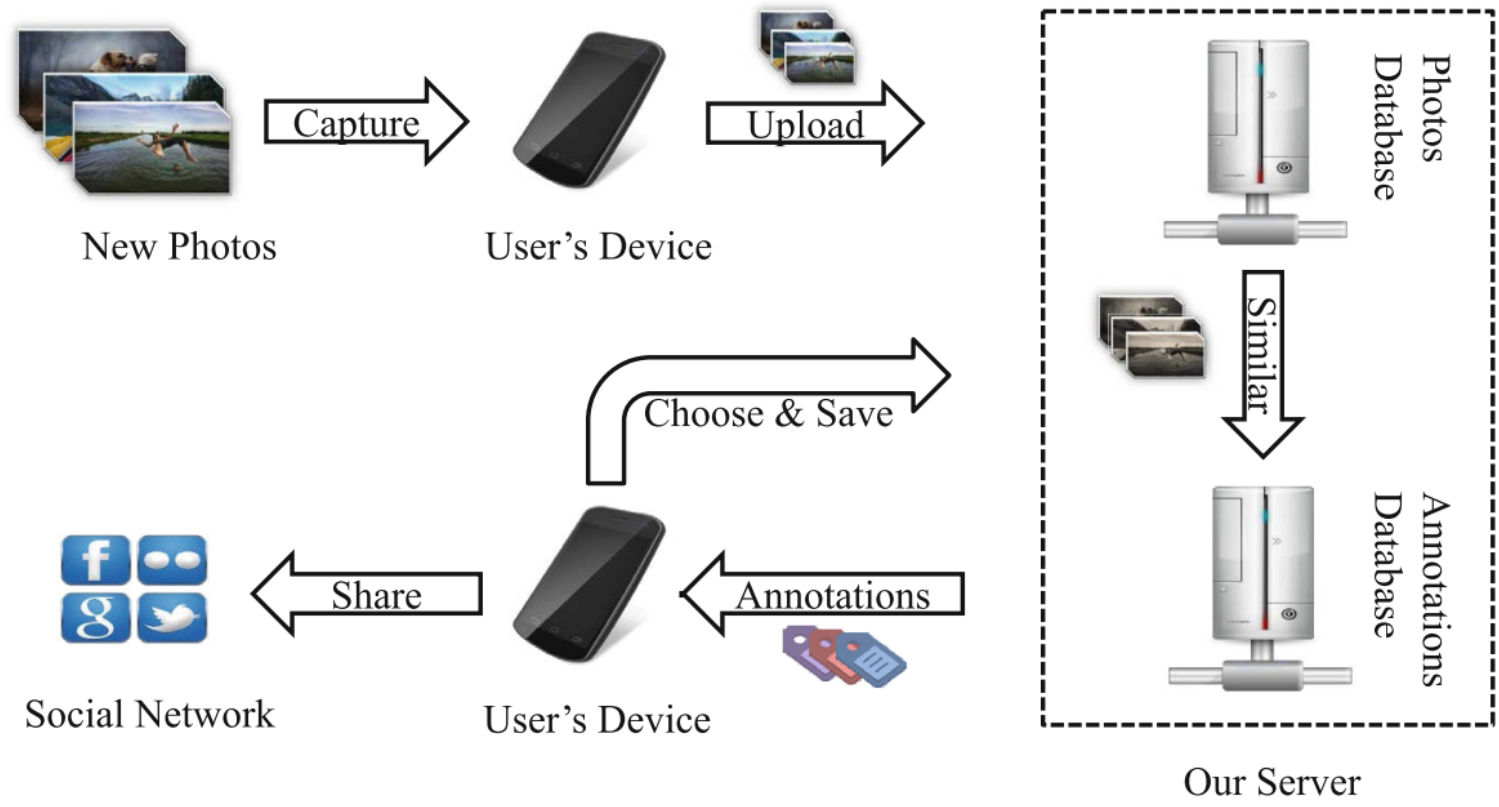 Capture
Upload
Photos
Database
New Photos
User's Device
Similar
Choose & Save
Annotations
Database
Share
Annotations
Social Network
User's Device
Our Server